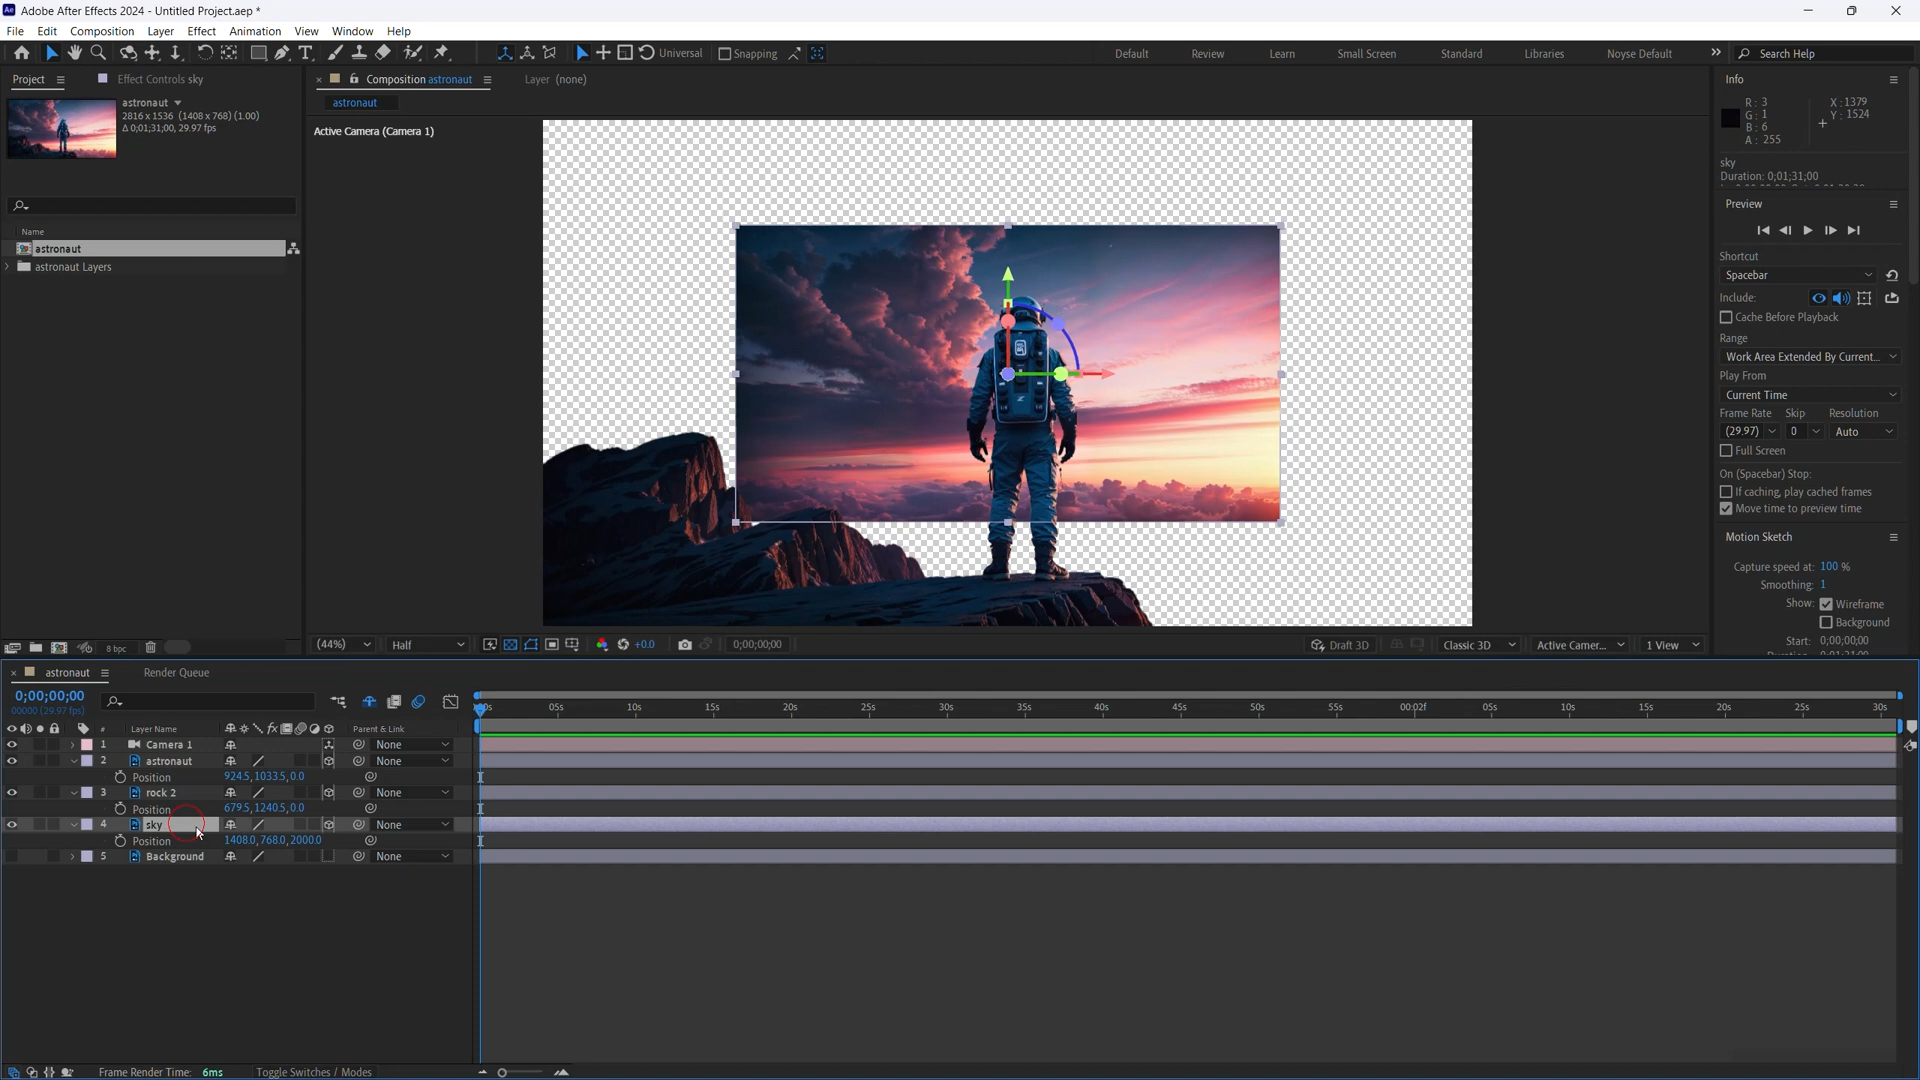 Adobe After Effects 2024 - Untitled Project.aep *
File Edit Composition Layer Effect Animation View Window Help
Universal Snapping Default Review Learn Small Screen Standard Libraries Noyse Default Search Help
Project Effect Controls sky Composition astronaut Layer (none) Info
astronaut
2816 x 1536 (1408 x 768) (1.00)
Δ 0;01;31;00, 29.97 fps
astronaut
Active Camera (Camera 1)
R: 3 X: 1379
G: 1 Y: 1524
B: 6
A: 255
sky
Duration: 0;01;31;00
Preview
Name
astronaut
astronaut Layers
Shortcut
Spacebar
Include:
Cache Before Playback
Range
Work Area Extended By Current...
Play From
Current Time
Frame Rate Skip Resolution
(29.97) 0 Auto
Full Screen
On (Spacebar) Stop:
If caching, play cached frames
Move time to preview time
Motion Sketch
Capture speed at: 100 %
Smoothing: 1
Show: Wireframe
Background
Start: 0;00;00;00
8 bpc
(44%) Half +0.0 0;00;00;00 Draft 3D Classic 3D Active Camer... 1 View
astronaut Render Queue
0;00;00;00
00000 (29.97 fps)
05s 10s 15s 20s 25s 30s 35s 40s 45s 50s 55s 00:02f 05s 10s 15s 20s 25s 30s
# Layer Name Parent & Link
1 Camera 1 None
2 astronaut None
Position 924.5, 1033.5, 0.0
3 rock 2 None
Position 679.5, 1240.5, 0.0
4 sky None
Position 1408.0, 768.0, 2000.0
5 Background None
Frame Render Time: 6ms Toggle Switches / Modes